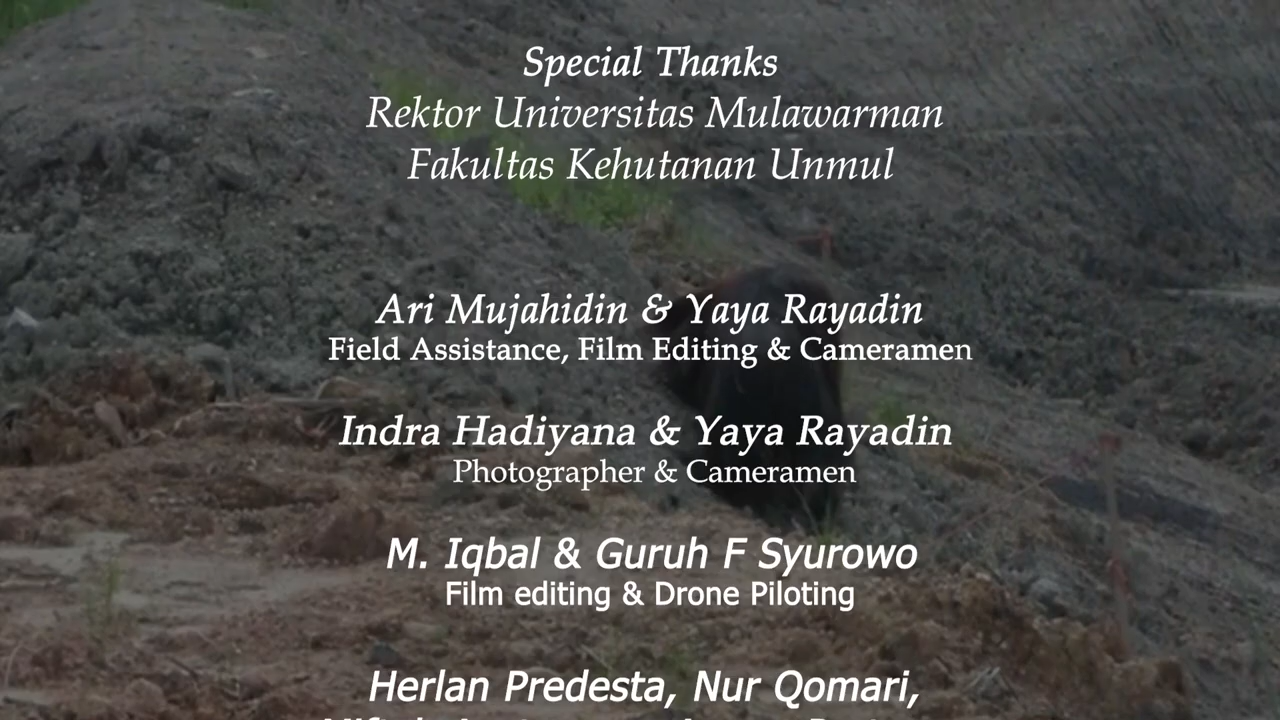 Special Thanks
Rektor Universitas Mulawarman
Fakultas Kehutanan Unmul
Ari Mujahidin & Yaya Rayadin
Field Assistance, Film Editing & Cameramen
Indra Hadiyana & Yaya Rayadin
Photographer & Cameramen
M. Iqbal & Guruh F Syurowo
Film editing & Drone Piloting
Herlan Predesta, Nur Qomari,